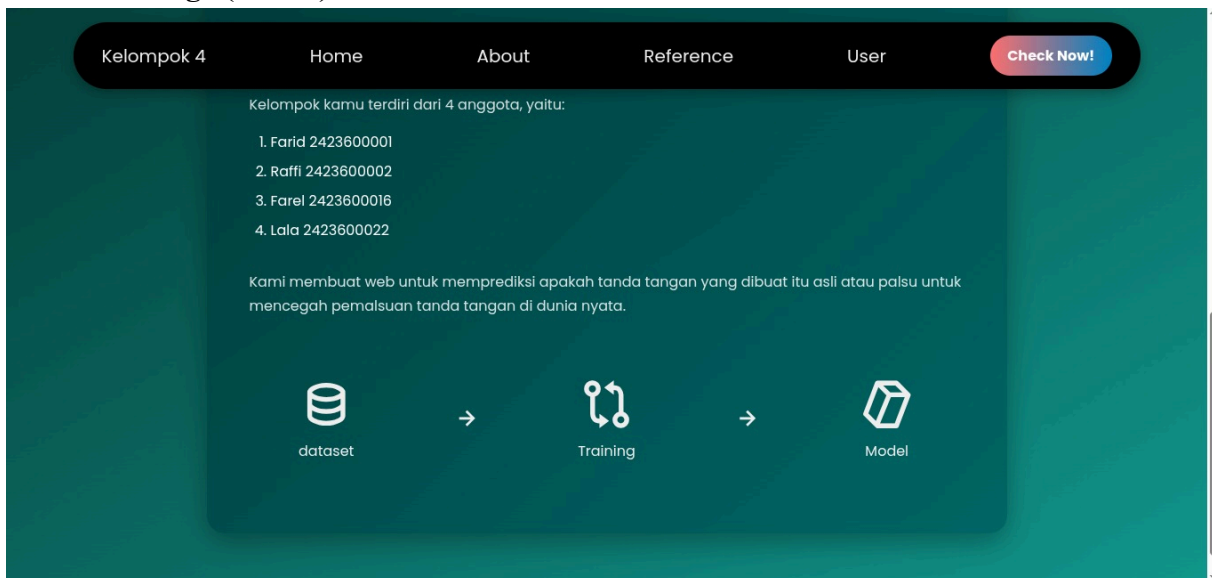 Kelompok 4 Home About Reference User Check Now!
Kelompok kamu terdiri dari 4 anggota, yaitu:
1. Farid 2423600001
2. Raffi 2423600002
3. Farel 2423600016
4. Lala 2423600022
Kami membuat web untuk memprediksi apakah tanda tangan yang dibuat itu asli atau palsu untuk
mencegah pemalsuan tanda tangan di dunia nyata.
dataset → Training → Model